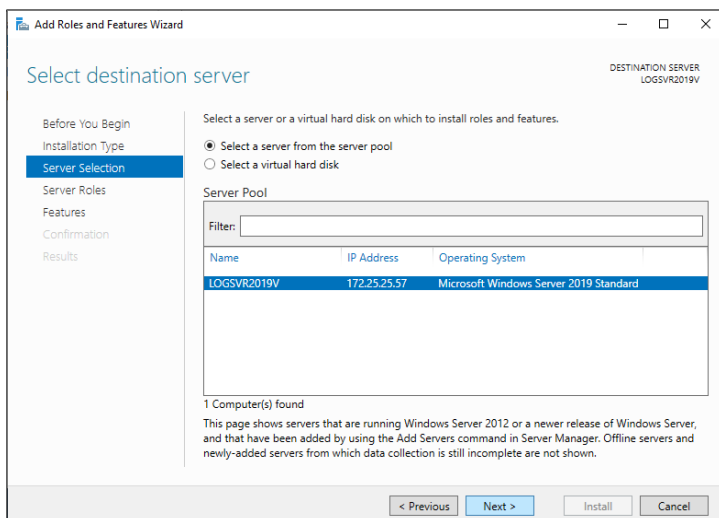 Add Roles and Features Wizard
Select destination server
DESTINATION SERVER
LOGSVR2019V
Before You Begin
Installation Type
Server Selection
Server Roles
Features
Confirmation
Results
Select a server or a virtual hard disk on which to install roles and features.
Select a server from the server pool
Select a virtual hard disk
Server Pool
Filter:
Name IP Address Operating System
LOGSVR2019V 172.25.25.57 Microsoft Windows Server 2019 Standard
1 Computer(s) found
This page shows servers that are running Windows Server 2012 or a newer release of Windows Server,
and that have been added by using the Add Servers command in Server Manager. Offline servers and
newly-added servers from which data collection is still incomplete are not shown.
< Previous Next > Install Cancel